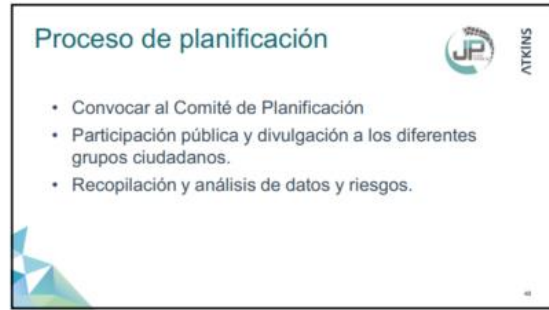 Proceso de planificación
JP
ATKINS
• Convocar al Comité de Planificación
• Participación pública y divulgación a los diferentes
grupos ciudadanos.
• Recopilación y análisis de datos y riesgos.